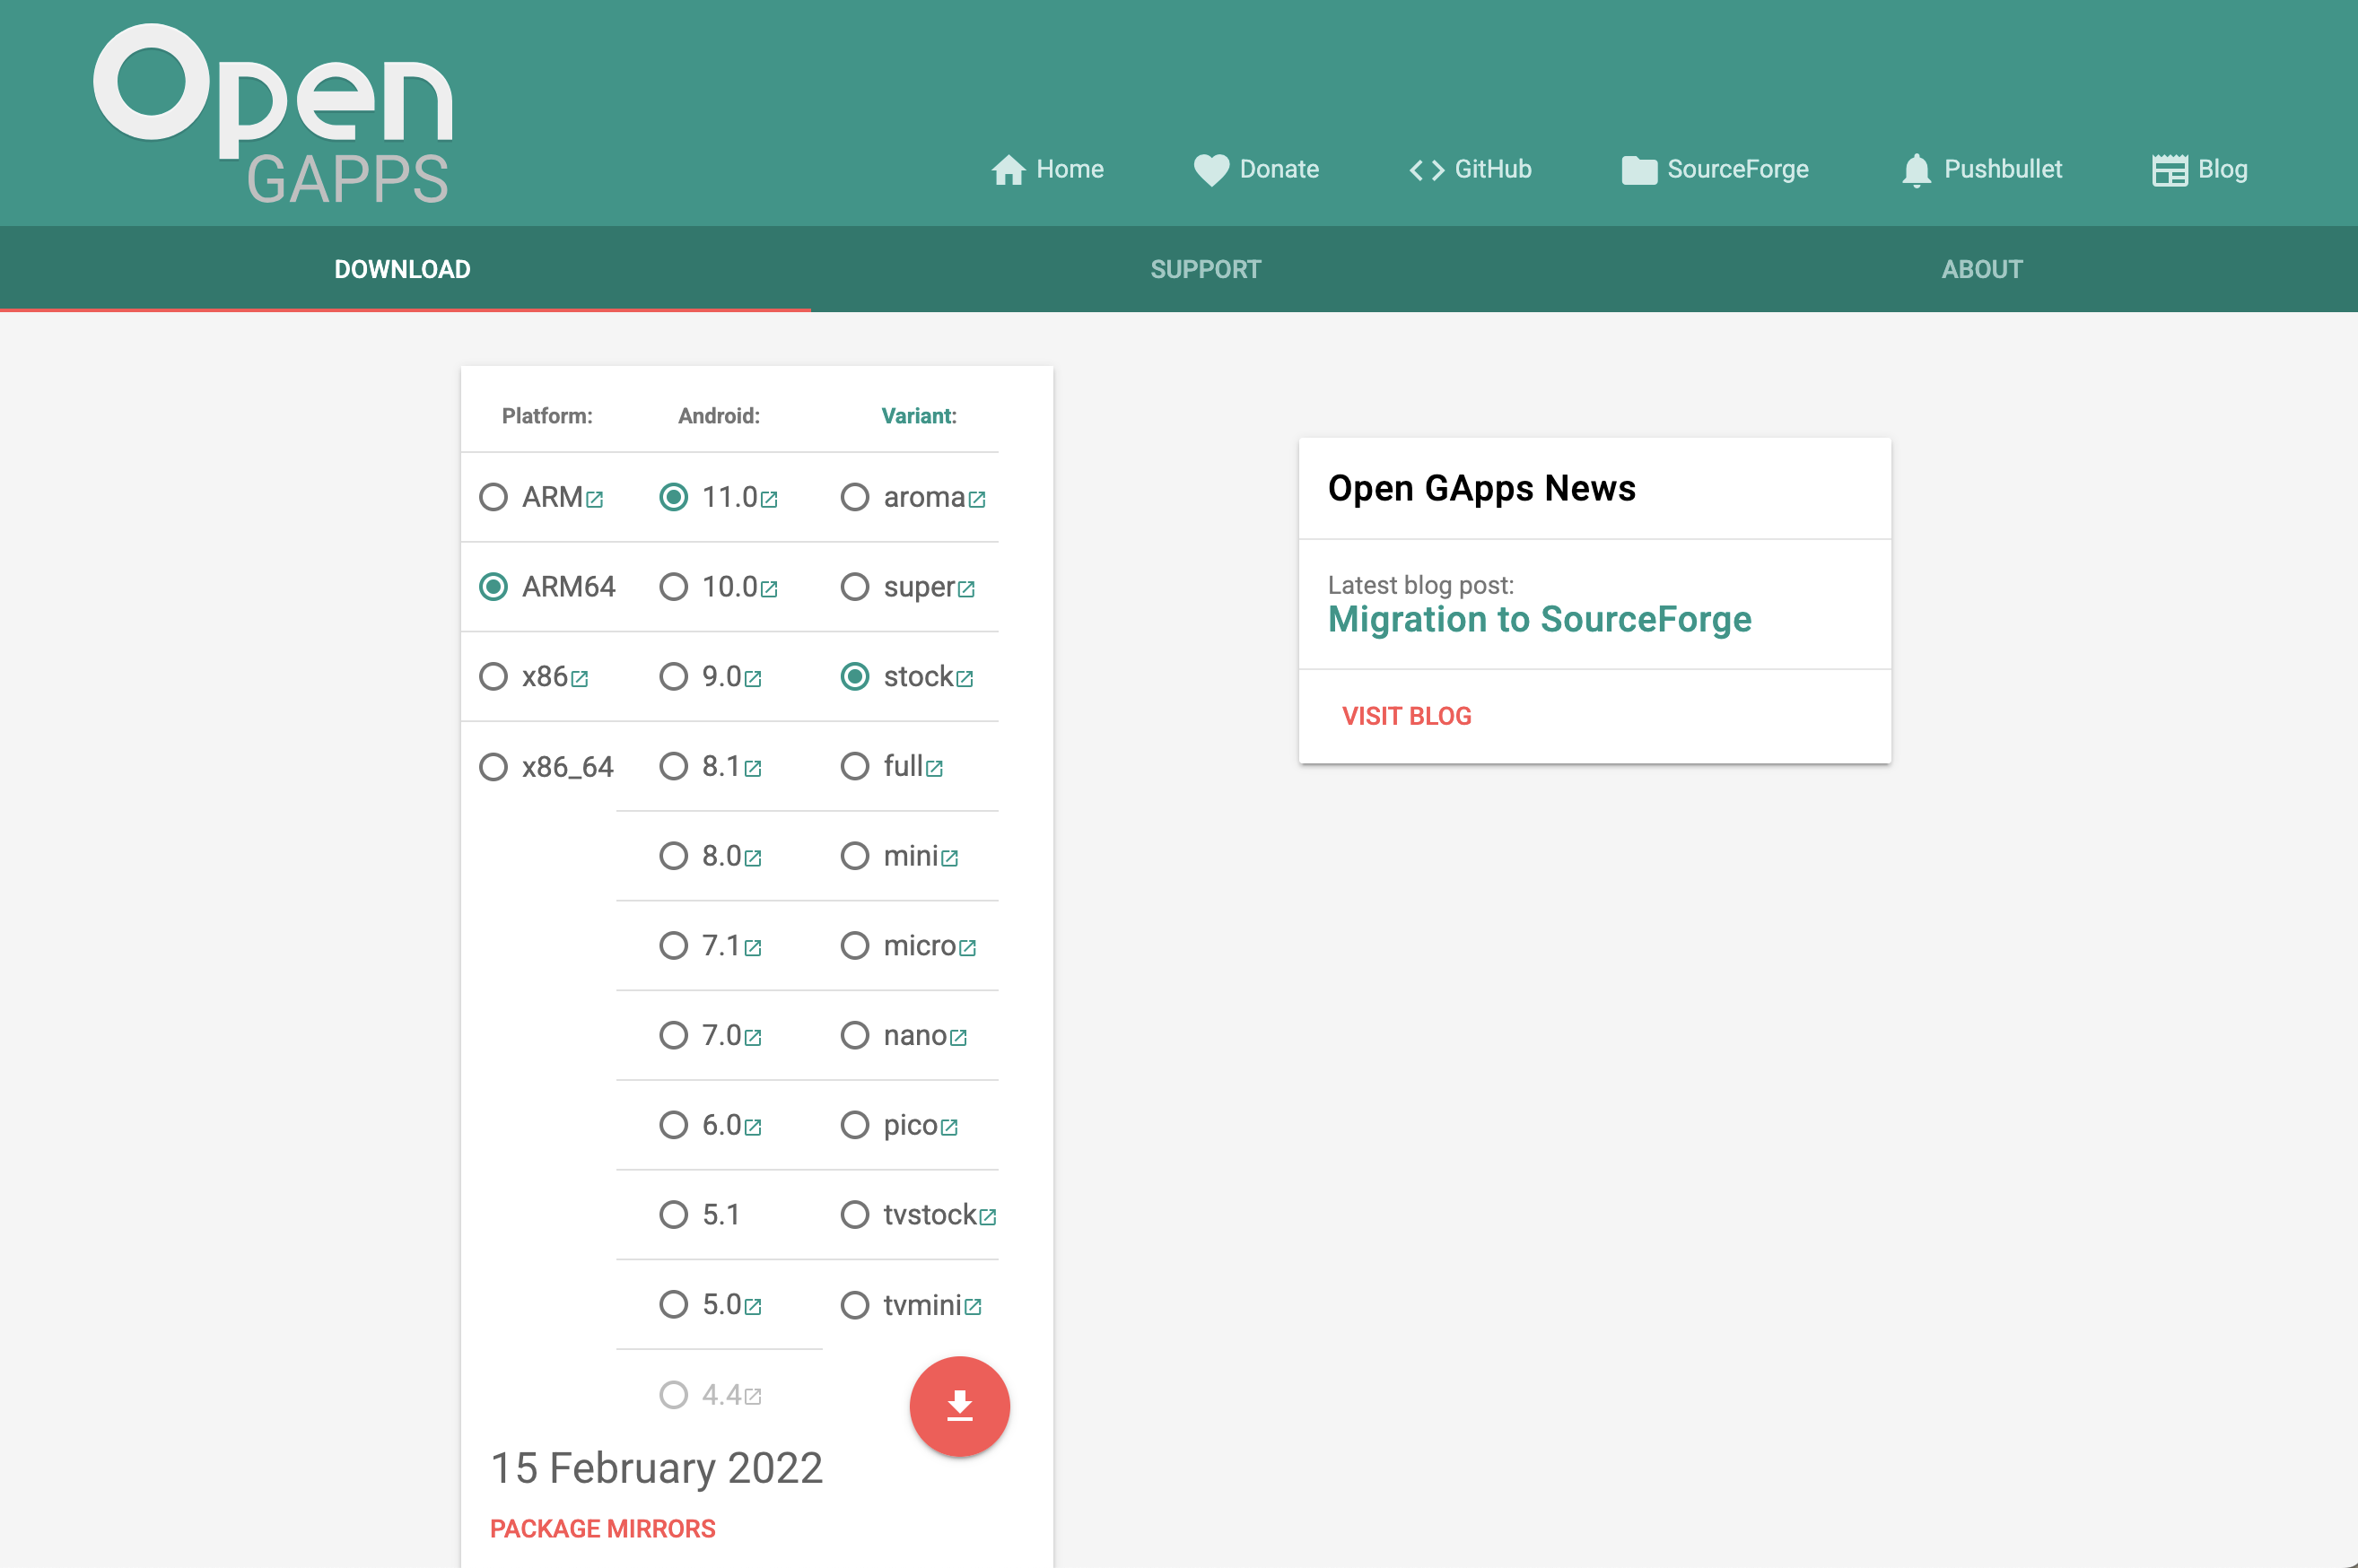 Open
GAPPS
Home Donate GitHub SourceForge Pushbullet Blog
DOWNLOAD SUPPORT ABOUT
Platform: Android: Variant:
ARM 11.0 aroma
ARM64 10.0 super
x86 9.0 stock
x86_64 8.1 full
8.0 mini
7.1 micro
7.0 nano
6.0 pico
5.1 tvstock
5.0 tvmini
4.4
15 February 2022
PACKAGE MIRRORS
Open GApps News
Latest blog post:
Migration to SourceForge
VISIT BLOG